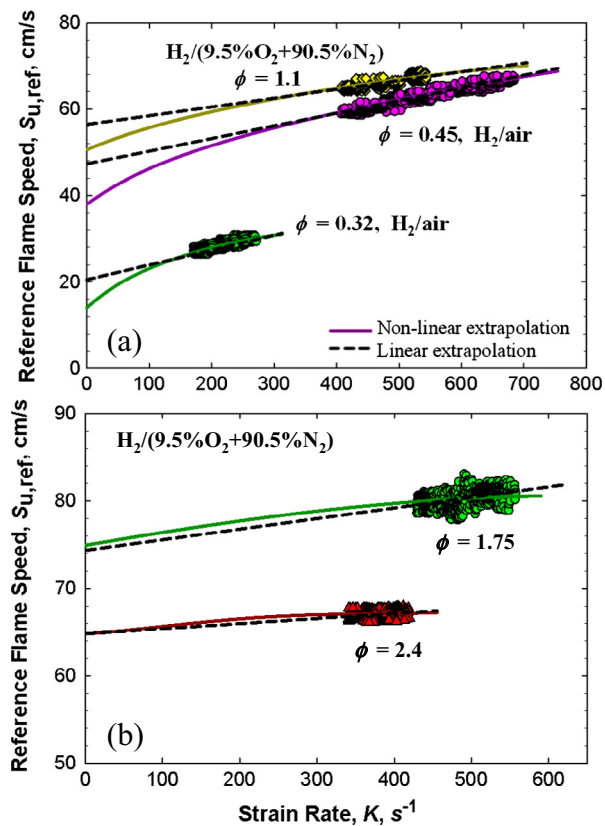 80
60
40
20
0
Reference Flame Speed, S_u,ref, cm/s
H₂/(9.5%O₂+90.5%N₂)
ϕ = 1.1
ϕ = 0.45, H₂/air
ϕ = 0.32, H₂/air
(a)
Non-linear extrapolation
Linear extrapolation
0 100 200 300 400 500 600 700 800
90
80
70
60
50
Reference Flame Speed, S_u,ref, cm/s
H₂/(9.5%O₂+90.5%N₂)
ϕ = 1.75
ϕ = 2.4
(b)
0 100 200 300 400 500 600
Strain Rate, K, s⁻¹